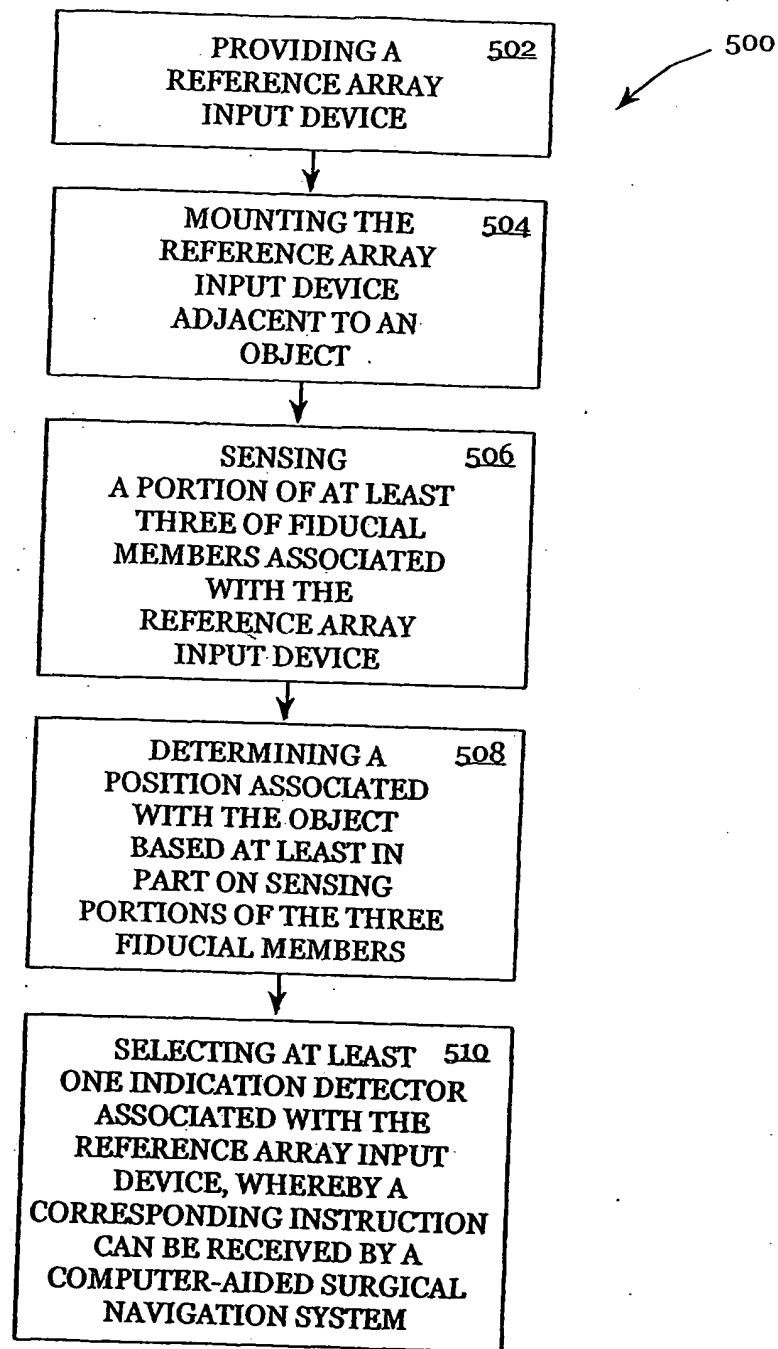 PROVIDING A 502
REFERENCE ARRAY
INPUT DEVICE
500
MOUNTING THE 504
REFERENCE ARRAY
INPUT DEVICE
ADJACENT TO AN
OBJECT
SENSING 506
A PORTION OF AT LEAST
THREE OF FIDUCIAL
MEMBERS ASSOCIATED
WITH THE
REFERENCE ARRAY
INPUT DEVICE
DETERMINING A 508
POSITION ASSOCIATED
WITH THE OBJECT
BASED AT LEAST IN
PART ON SENSING
PORTIONS OF THE THREE
FIDUCIAL MEMBERS
SELECTING AT LEAST 510
ONE INDICATION DETECTOR
ASSOCIATED WITH THE
REFERENCE ARRAY INPUT
DEVICE, WHEREBY A
CORRESPONDING INSTRUCTION
CAN BE RECEIVED BY A
COMPUTER-AIDED SURGICAL
NAVIGATION SYSTEM